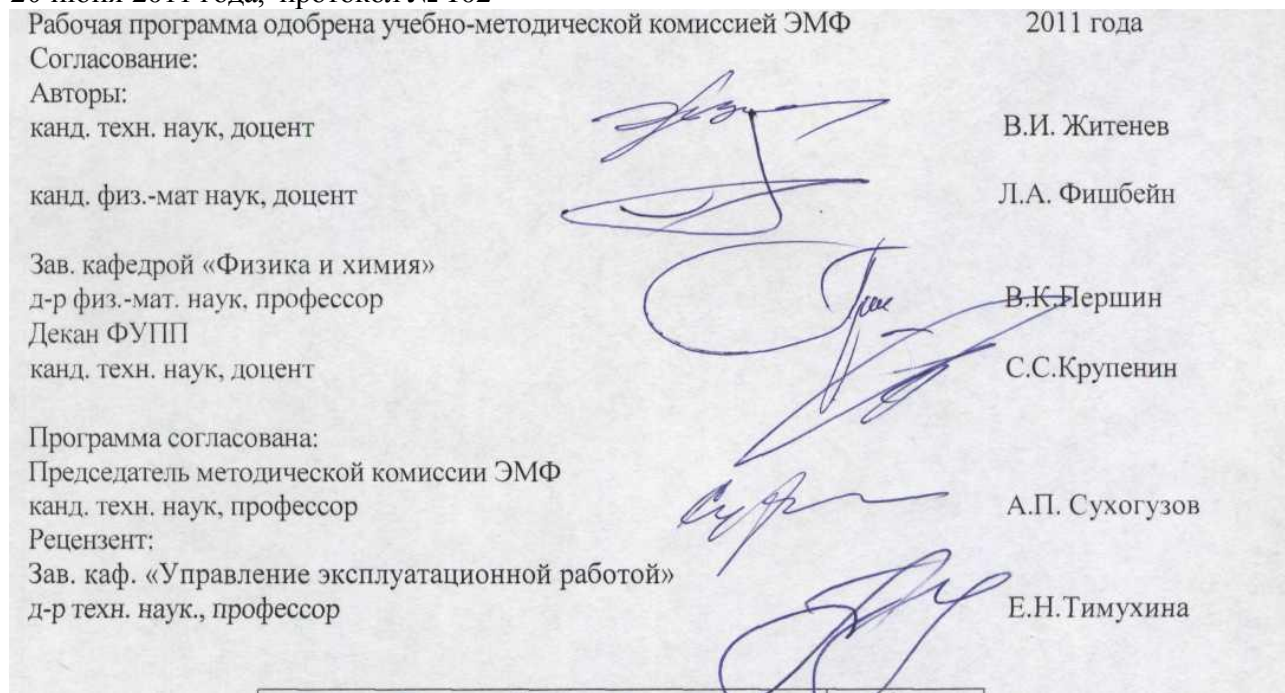 Рабочая программа одобрена учебно-методической комиссией ЭМФ 2011 года
Согласование:
Авторы:
канд. техн. наук, доцент В.И. Житенев
канд. физ.-мат наук, доцент Л.А. Фишбейн
Зав. кафедрой «Физика и химия»
д-р физ.-мат. наук, профессор В.К.Першин
Декан ФУПП
канд. техн. наук, доцент С.С.Крупенин
Программа согласована:
Председатель методической комиссии ЭМФ
канд. техн. наук, профессор А.П. Сухогузов
Рецензент:
Зав. каф. «Управление эксплуатационной работой»
д-р техн. наук., профессор Е.Н.Тимухина